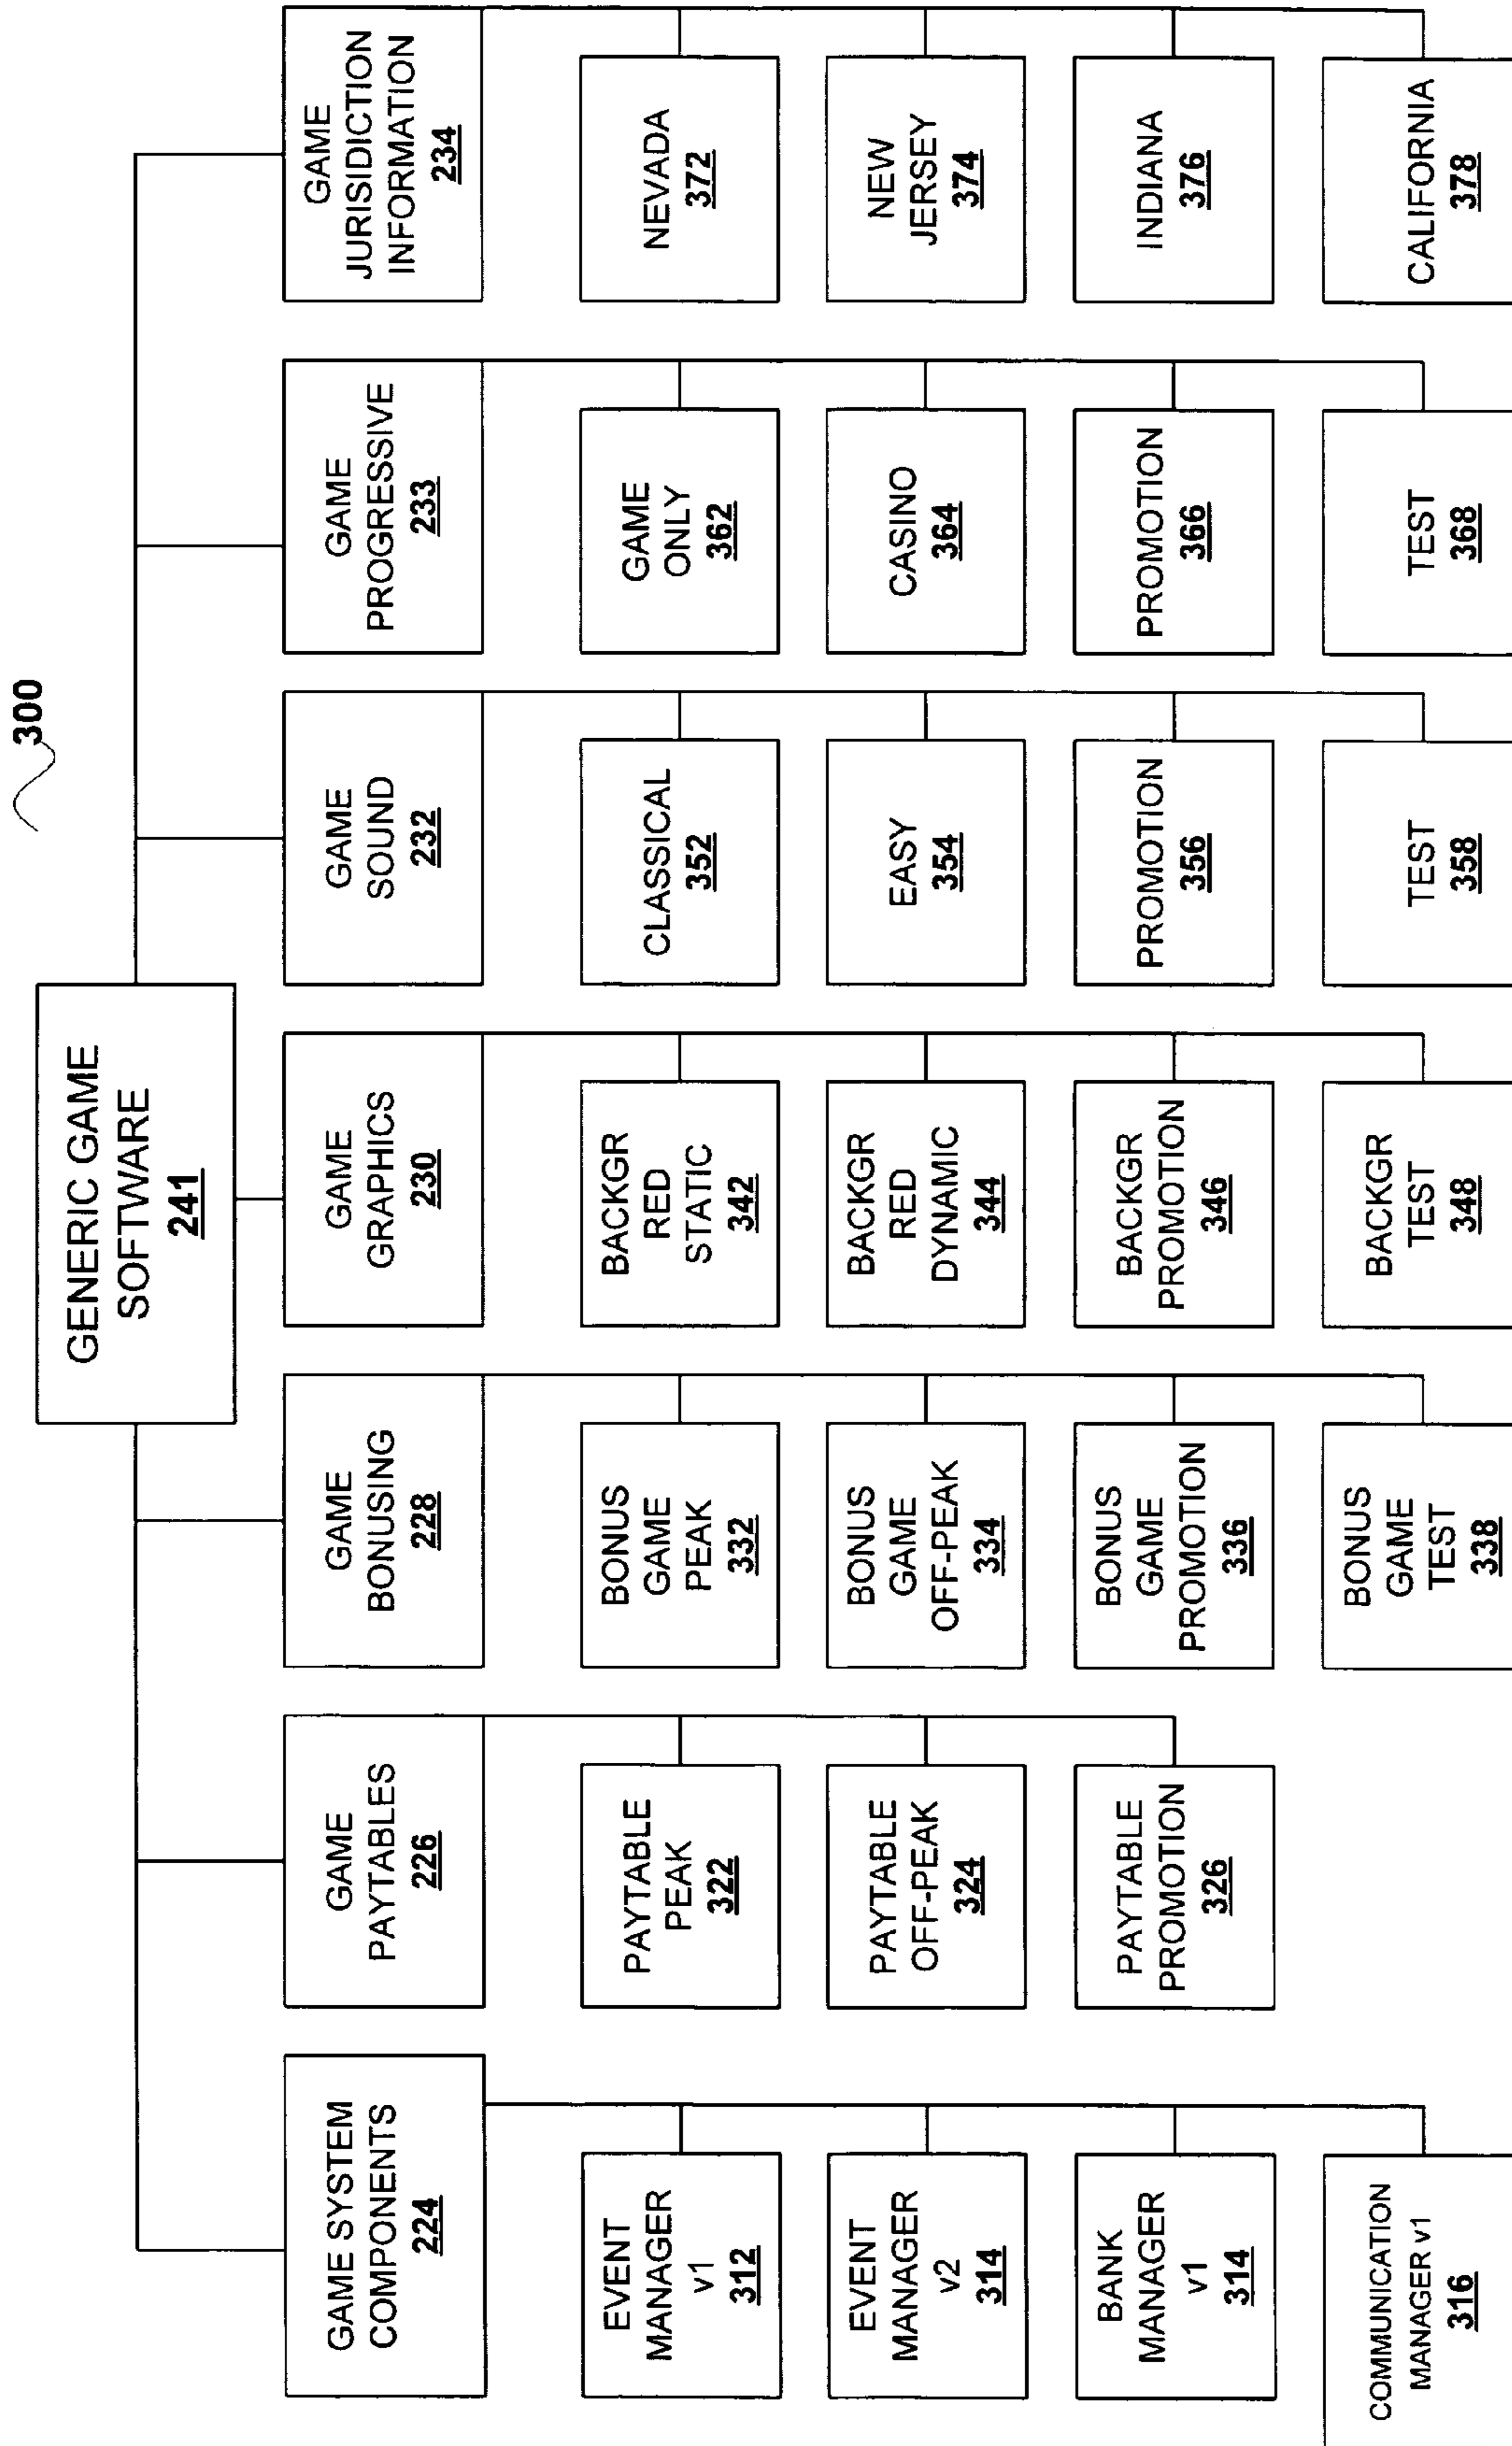 300
GENERIC GAME
SOFTWARE
241
GAME SYSTEM
COMPONENTS
224
EVENT
MANAGER
v1
312
EVENT
MANAGER
v2
314
BANK
MANAGER
v1
314
COMMUNICATION
MANAGER v1
316
GAME
PAYTABLES
226
PAYTABLE
PEAK
322
PAYTABLE
OFF-PEAK
324
PAYTABLE
PROMOTION
326
GAME
BONUSING
228
BONUS
GAME
PEAK
332
BONUS
GAME
OFF-PEAK
334
BONUS
GAME
PROMOTION
336
BONUS
GAME
TEST
338
GAME
GRAPHICS
230
BACKGR
RED
STATIC
342
BACKGR
RED
DYNAMIC
344
BACKGR
PROMOTION
346
BACKGR
TEST
348
GAME
SOUND
232
CLASSICAL
352
EASY
354
PROMOTION
356
TEST
358
GAME
PROGRESSIVE
233
GAME
ONLY
362
CASINO
364
PROMOTION
366
TEST
368
GAME
JURISIDICTION
INFORMATION
234
NEVADA
372
NEW
JERSEY
374
INDIANA
376
CALIFORNIA
378